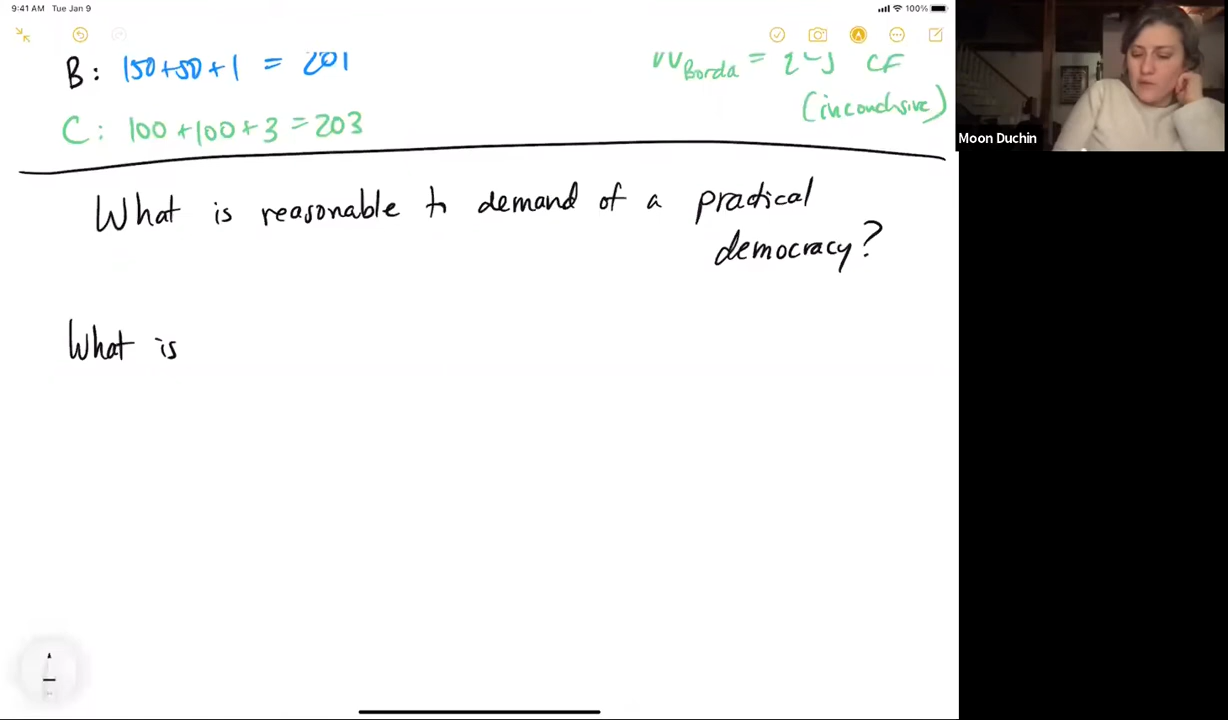 9:41 AM Tue Jan 9
100%
B: 150+50+1 = 201
W Borda = CF
(inconclusive)
C: 100+100+3=203
Moon Duchin
What is reasonable to demand of a practical
democracy?
What is